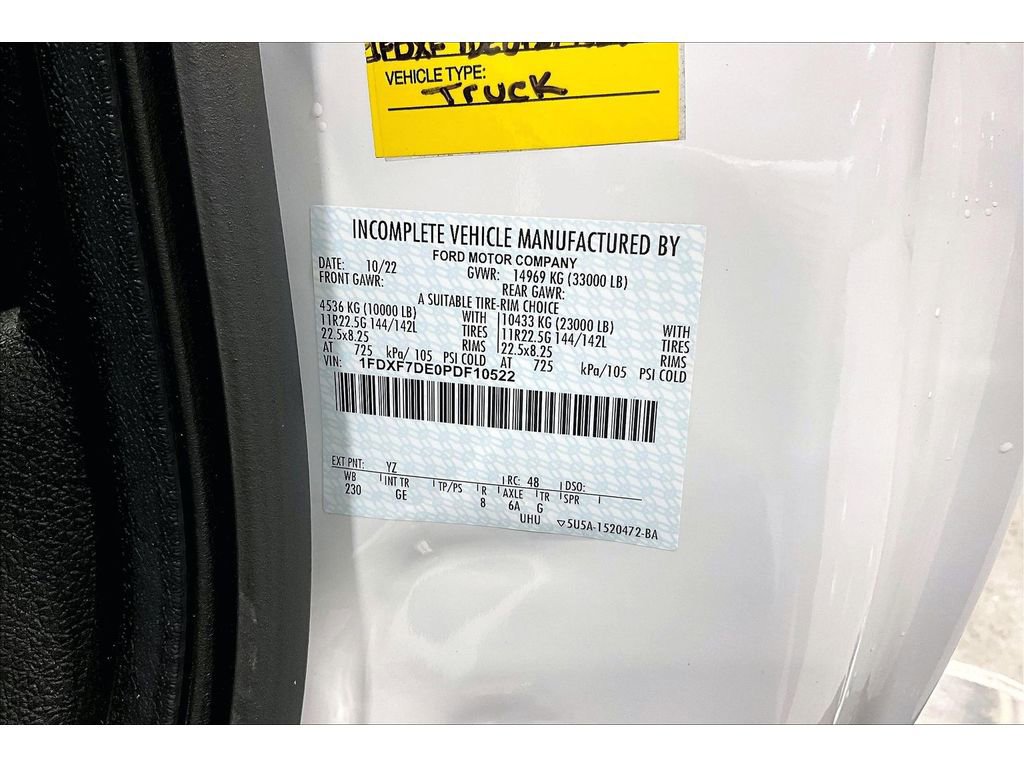 VEHICLE TYPE:
Truck
INCOMPLETE VEHICLE MANUFACTURED BY
FORD MOTOR COMPANY
DATE: 10/22 GVWR: 14969 KG (33000 LB)
FRONT GAWR: REAR GAWR:
A SUITABLE TIRE-RIM CHOICE
4536 KG (10000 LB) WITH 10433 KG (23000 LB) WITH
11R22.5G 144/142L TIRES 11R22.5G 144/142L TIRES
22.5x8.25 RIMS 22.5x8.25 RIMS
AT 725 kPa/ 105 PSI COLD AT 725 kPa/105 PSI COLD
VIN: 1FDXF7DE0PDF10522
EXT PNT: YZ RC: 48 DSO:
WB INT TR TP/PS R AXLE TR SPR
230 GE 8 6A G
UHU ▽5U5A-1520472-BA